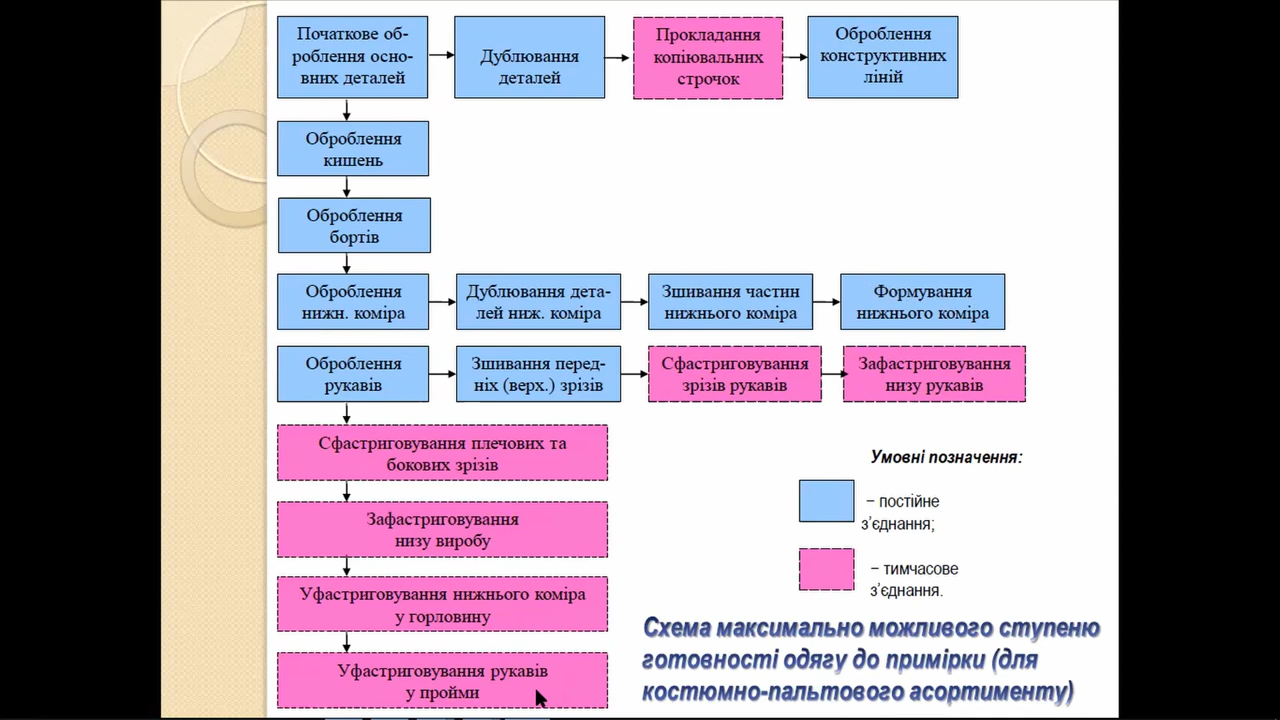 Початкове об-
роблення осно-
вних деталей
Дублювання
деталей
Прокладання
копіювальних
строчок
Оброблення
конструктивних
ліній
Оброблення
кишень
Оброблення
бортів
Оброблення
нижн. коміра
Дублювання дета-
лей ниж. коміра
Зшивання частин
нижнього коміра
Формування
нижнього коміра
Оброблення
рукавів
Зшивання перед-
ніх (верх.) зрізів
Сфастриговування
зрізів рукавів
Зафастриговування
низу рукавів
Сфастриговування плечових та
бокових зрізів
Зафастриговування
низу виробу
Уфастриговування нижнього коміра
у горловину
Уфастриговування рукавів
у пройми
Умовні позначення:
− постійне
з’єднання;
− тимчасове
з’єднання.
Схема максимально можливого ступеню
готовності одягу до примірки (для
костюмно-пальтового асортименту)